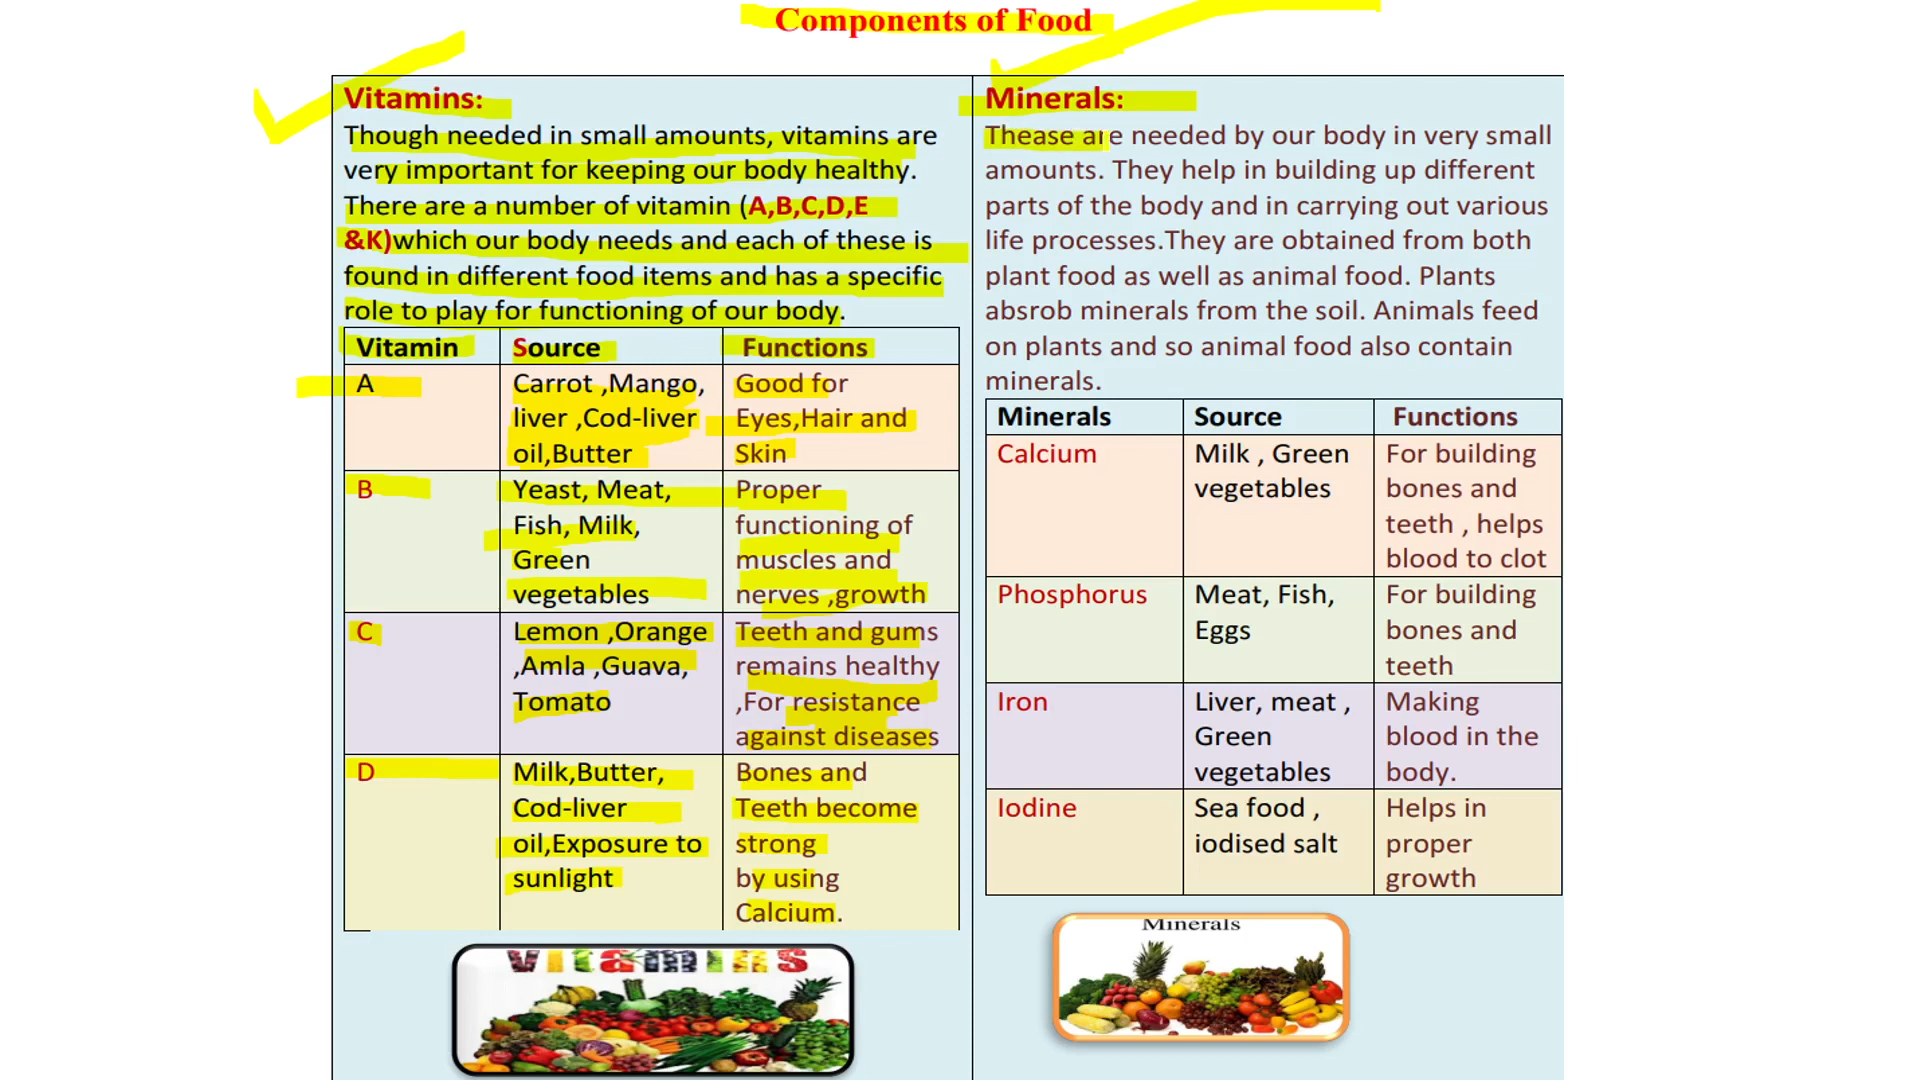 Components of Food
Vitamins:
Though needed in small amounts, vitamins are
very important for keeping our body healthy.
There are a number of vitamin (A,B,C,D,E
&K)which our body needs and each of these is
found in different food items and has a specific
role to play for functioning of our body.
Vitamin Source Functions
A Carrot ,Mango, Good for
liver ,Cod-liver Eyes,Hair and
oil,Butter Skin
B Yeast, Meat, Proper
Fish, Milk, functioning of
Green muscles and
vegetables nerves ,growth
C Lemon ,Orange Teeth and gums
,Amla ,Guava, remains healthy
Tomato ,For resistance
against diseases
D Milk,Butter, Bones and
Cod-liver Teeth become
oil,Exposure to strong
sunlight by using
Calcium.
vitamins
Minerals:
Thease are needed by our body in very small
amounts. They help in building up different
parts of the body and in carrying out various
life processes.They are obtained from both
plant food as well as animal food. Plants
absrob minerals from the soil. Animals feed
on plants and so animal food also contain
minerals.
Minerals Source Functions
Calcium Milk , Green For building
vegetables bones and
teeth , helps
blood to clot
Phosphorus Meat, Fish, For building
Eggs bones and
teeth
Iron Liver, meat , Making
Green blood in the
vegetables body.
Iodine Sea food , Helps in
iodised salt proper
growth
Minerals